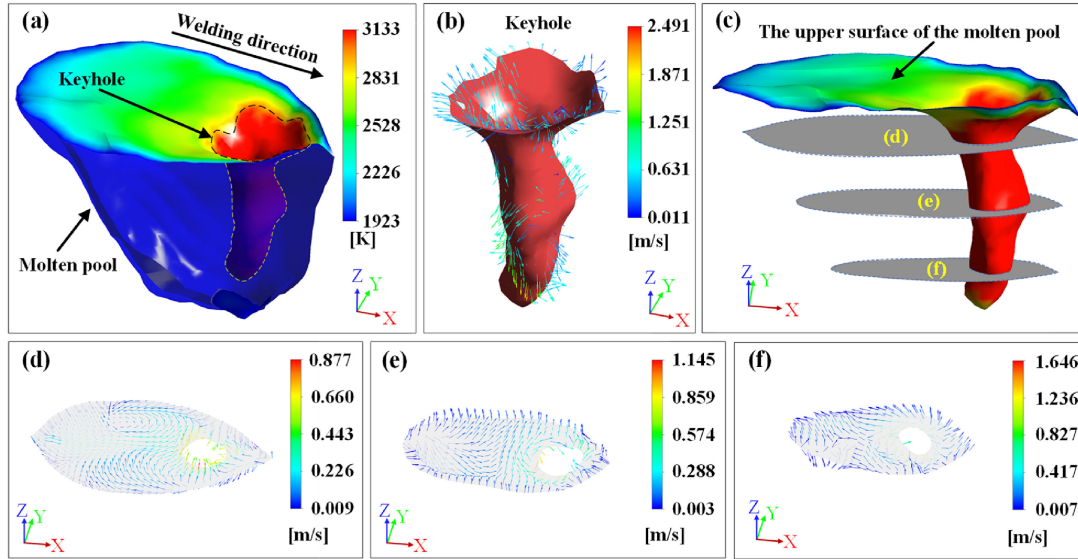 (a)
Welding direction
Keyhole
Molten pool
3133
2831
2528
2226
1923
[K]
Z
Y
X
(b)
Keyhole
2.491
1.871
1.251
0.631
0.011
[m/s]
Z
Y
X
(c)
The upper surface of the molten pool
(d)
(e)
(f)
Z
Y
X
(d)
0.877
0.660
0.443
0.226
0.009
[m/s]
Z
Y
X
(e)
1.145
0.859
0.574
0.288
0.003
[m/s]
Z
Y
X
(f)
1.646
1.236
0.827
0.417
0.007
[m/s]
Z
Y
X